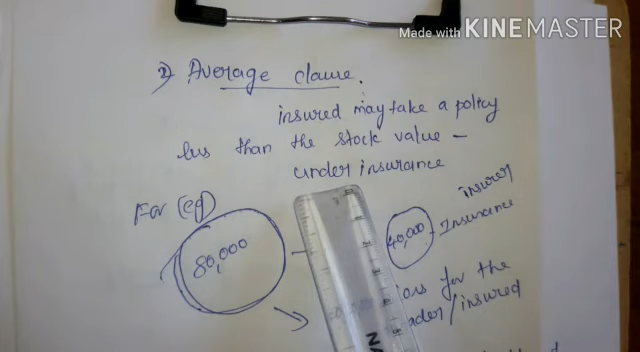 Made with KINEMASTER
2) Average clause.
insured may take a policy
less than the stock value -
under insurance
For (eg)
80,000
40,000 - Insurance
insurer
for the
/insured